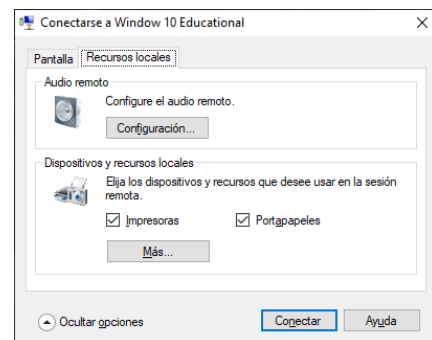 Conectarse a Window 10 Educational
Pantalla Recursos locales
Audio remoto
Configure el audio remoto.
Configuración...
Dispositivos y recursos locales
Elija los dispositivos y recursos que desee usar en la sesión
remota.
Impresoras Portapapeles
Más...
Ocultar opciones Conectar Ayuda